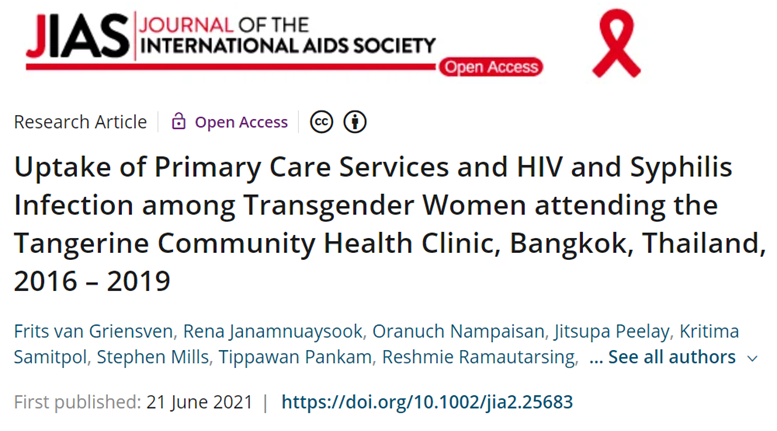 JIAS JOURNAL OF THE
INTERNATIONAL AIDS SOCIETY
Open Access
Research Article Open Access cc
Uptake of Primary Care Services and HIV and Syphilis
Infection among Transgender Women attending the
Tangerine Community Health Clinic, Bangkok, Thailand,
2016 – 2019
Frits van Griensven, Rena Janamnuaysook, Oranuch Nampaisan, Jitsupa Peelay, Kritima
Samitpol, Stephen Mills, Tippawan Pankam, Reshmie Ramautarsing, ... See all authors
First published: 21 June 2021 | https://doi.org/10.1002/jia2.25683